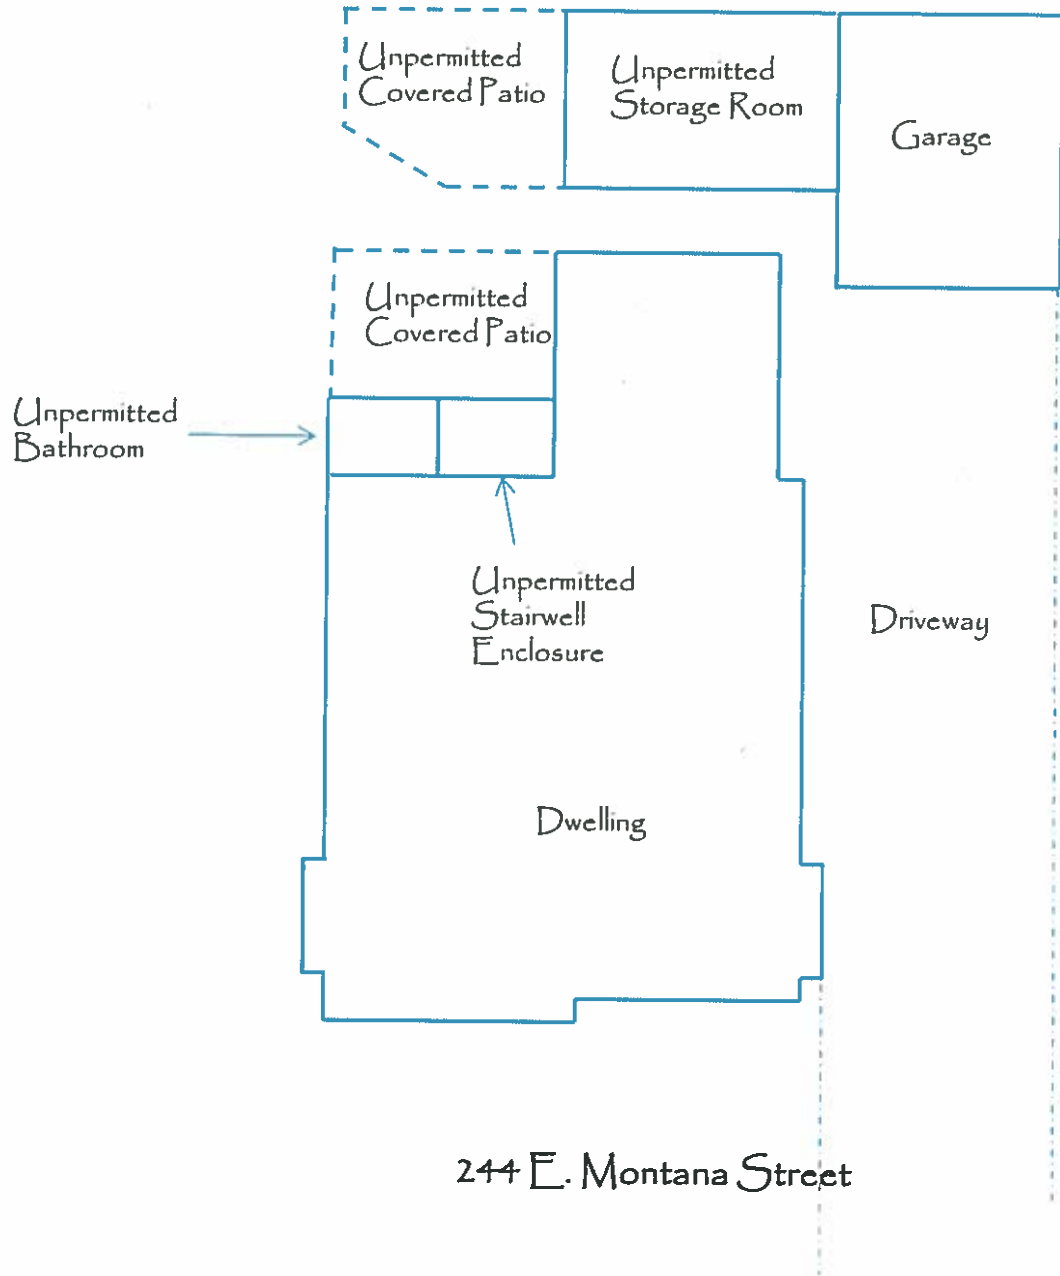 Unpermitted
Covered Patio
Unpermitted
Storage Room
Garage
Unpermitted
Covered Patio
Unpermitted
Bathroom
Unpermitted
Stairwell
Enclosure
Driveway
Dwelling
244 E. Montana Street